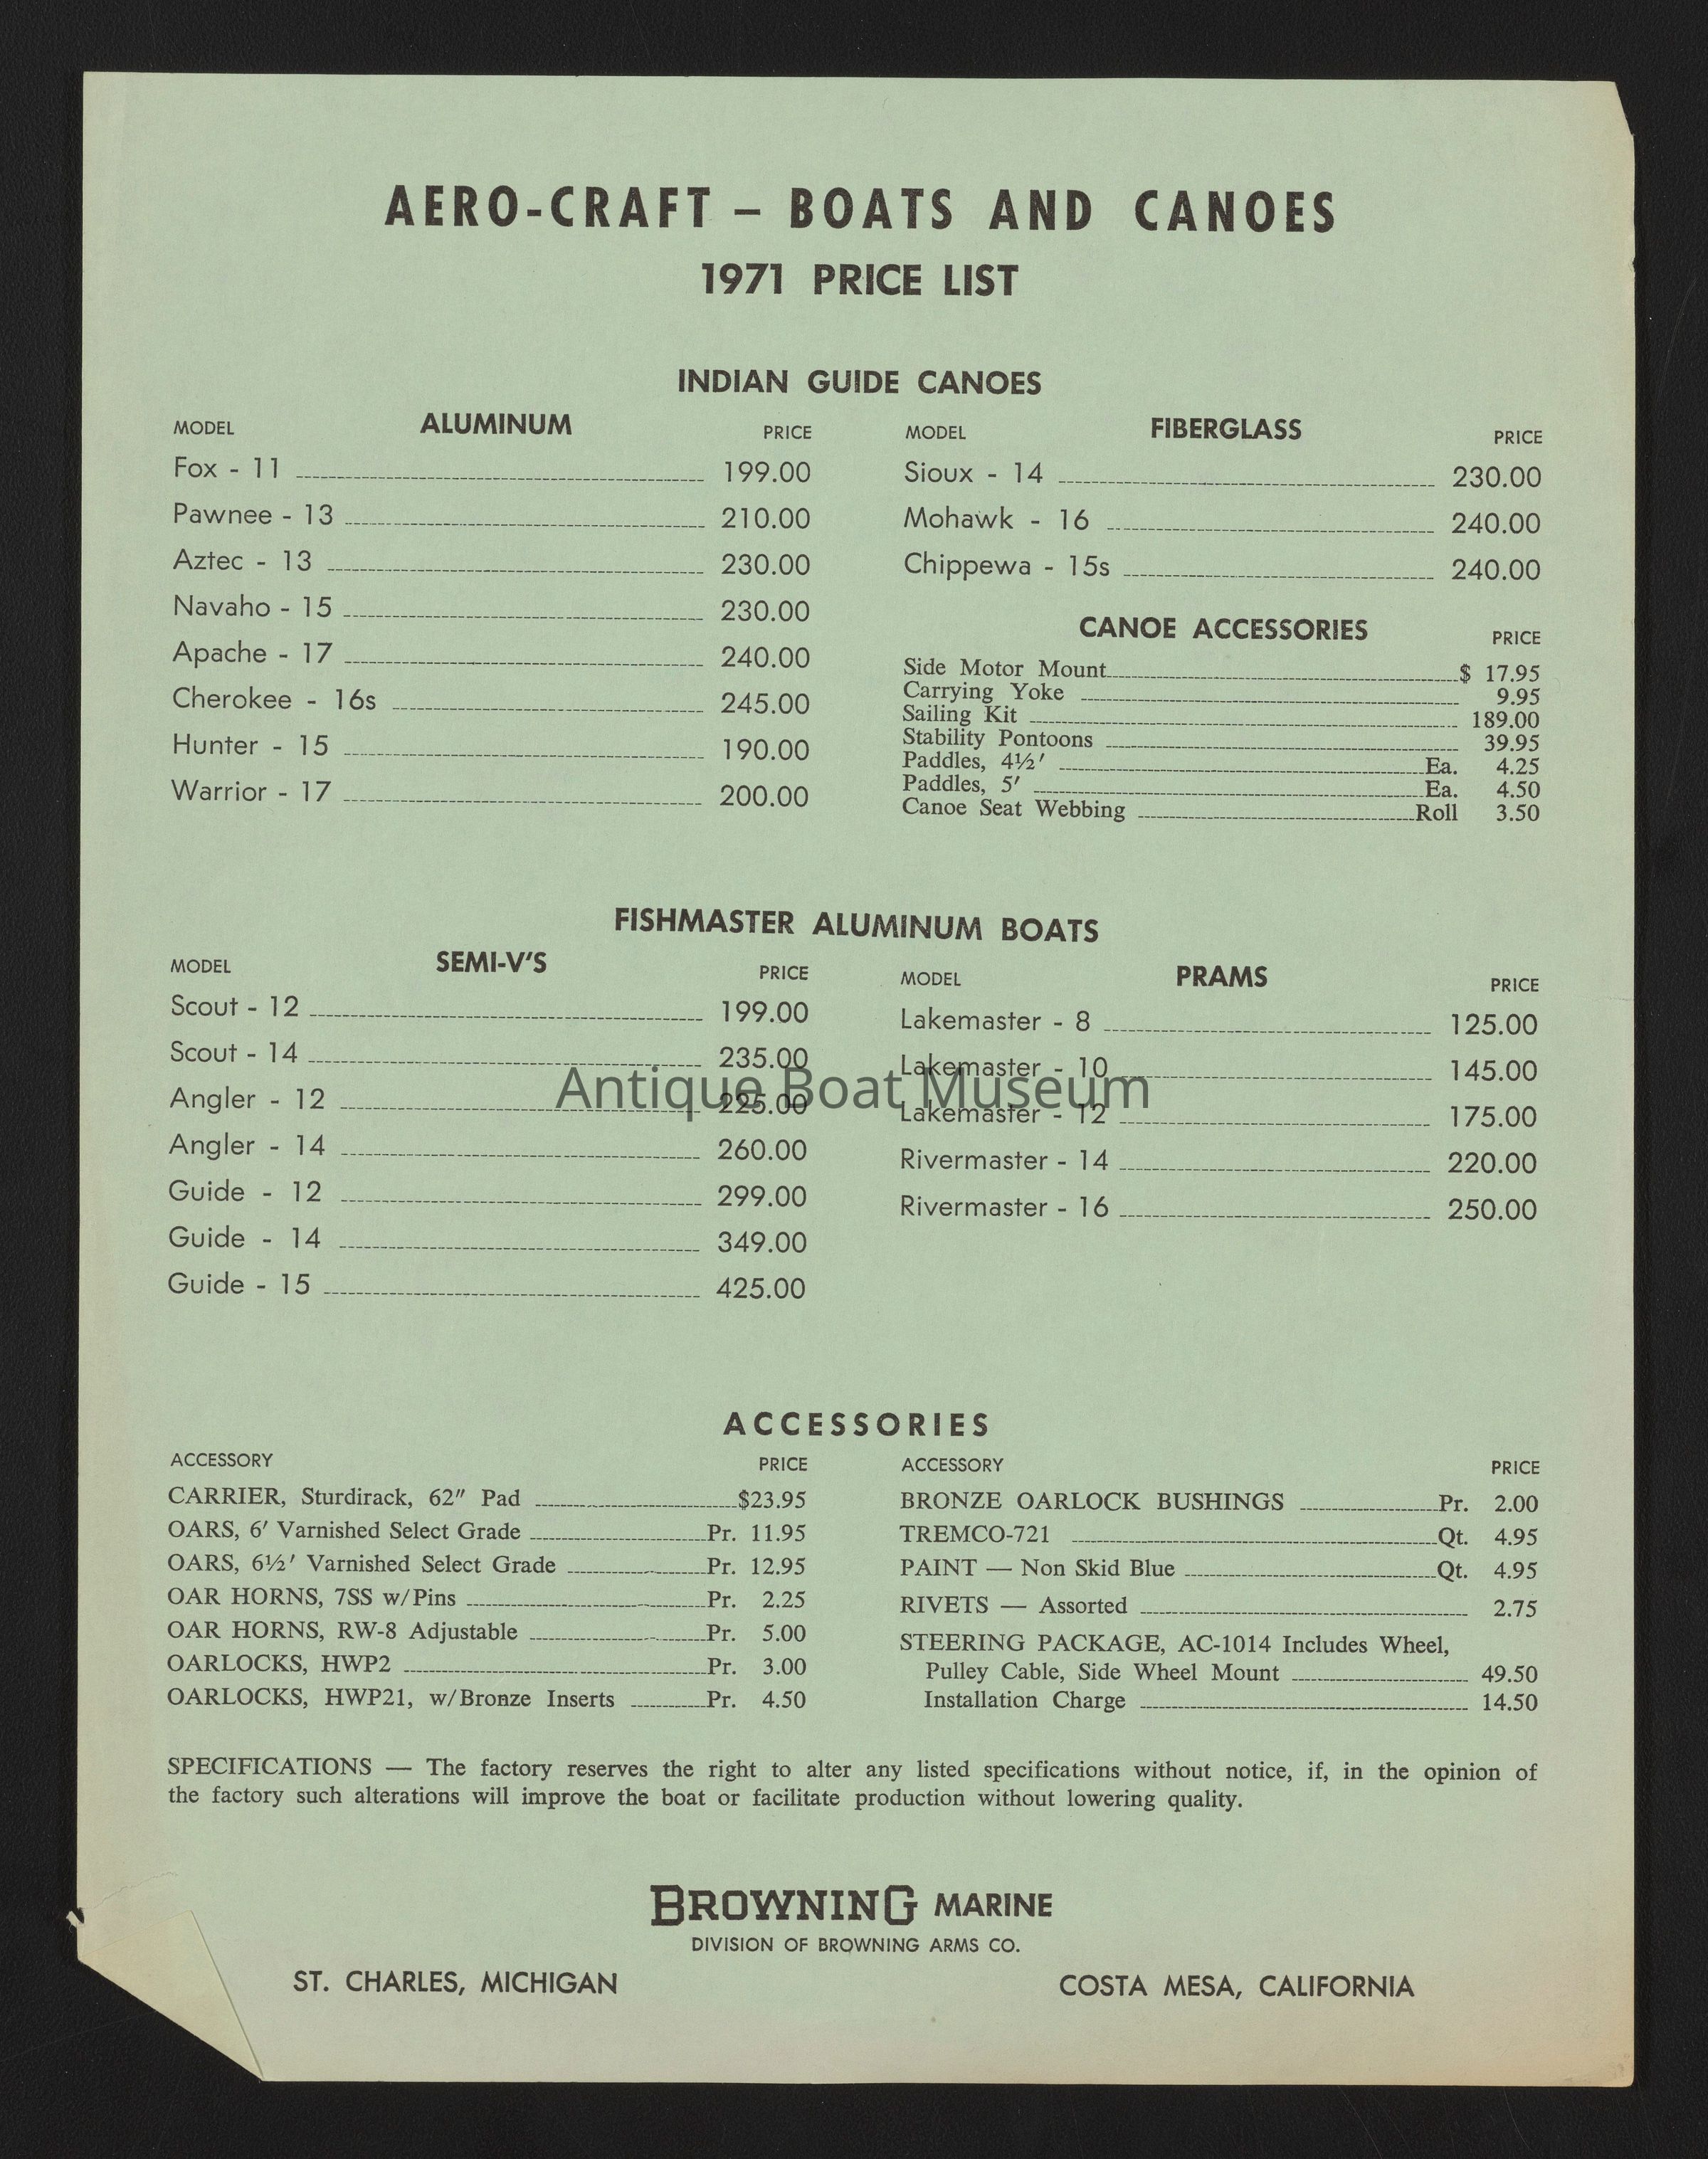 AERO-CRAFT – BOATS AND CANOES
1971 PRICE LIST
INDIAN GUIDE CANOES
MODEL ALUMINUM PRICE
Fox - 11 199.00
Pawnee - 13 210.00
Aztec - 13 230.00
Navaho - 15 230.00
Apache - 17 240.00
Cherokee - 16s 245.00
Hunter - 15 190.00
Warrior - 17 200.00
MODEL FIBERGLASS PRICE
Sioux - 14 230.00
Mohawk - 16 240.00
Chippewa - 15s 240.00
CANOE ACCESSORIES PRICE
Side Motor Mount $ 17.95
Carrying Yoke 9.95
Sailing Kit 189.00
Stability Pontoons 39.95
Paddles, 4½′ Ea. 4.25
Paddles, 5′ Ea. 4.50
Canoe Seat Webbing Roll 3.50
FISHMASTER ALUMINUM BOATS
MODEL SEMI-V'S PRICE
Scout - 12 199.00
Scout - 14 235.00
Angler - 12 225.00
Angler - 14 260.00
Guide - 12 299.00
Guide - 14 349.00
Guide - 15 425.00
MODEL PRAMS PRICE
Lakemaster - 8 125.00
Lakemaster - 10 145.00
Lakemaster - 12 175.00
Rivermaster - 14 220.00
Rivermaster - 16 250.00
Antique Boat Museum
ACCESSORIES
ACCESSORY PRICE
CARRIER, Sturdirack, 62″ Pad $23.95
OARS, 6′ Varnished Select Grade Pr. 11.95
OARS, 6½′ Varnished Select Grade Pr. 12.95
OAR HORNS, 7SS w/Pins Pr. 2.25
OAR HORNS, RW-8 Adjustable Pr. 5.00
OARLOCKS, HWP2 Pr. 3.00
OARLOCKS, HWP21, w/Bronze Inserts Pr. 4.50
ACCESSORY PRICE
BRONZE OARLOCK BUSHINGS Pr. 2.00
TREMCO-721 Qt. 4.95
PAINT — Non Skid Blue Qt. 4.95
RIVETS — Assorted 2.75
STEERING PACKAGE, AC-1014 Includes Wheel,
Pulley Cable, Side Wheel Mount 49.50
Installation Charge 14.50
SPECIFICATIONS — The factory reserves the right to alter any listed specifications without notice, if, in the opinion of
the factory such alterations will improve the boat or facilitate production without lowering quality.
BROWNING MARINE
DIVISION OF BROWNING ARMS CO.
ST. CHARLES, MICHIGAN COSTA MESA, CALIFORNIA